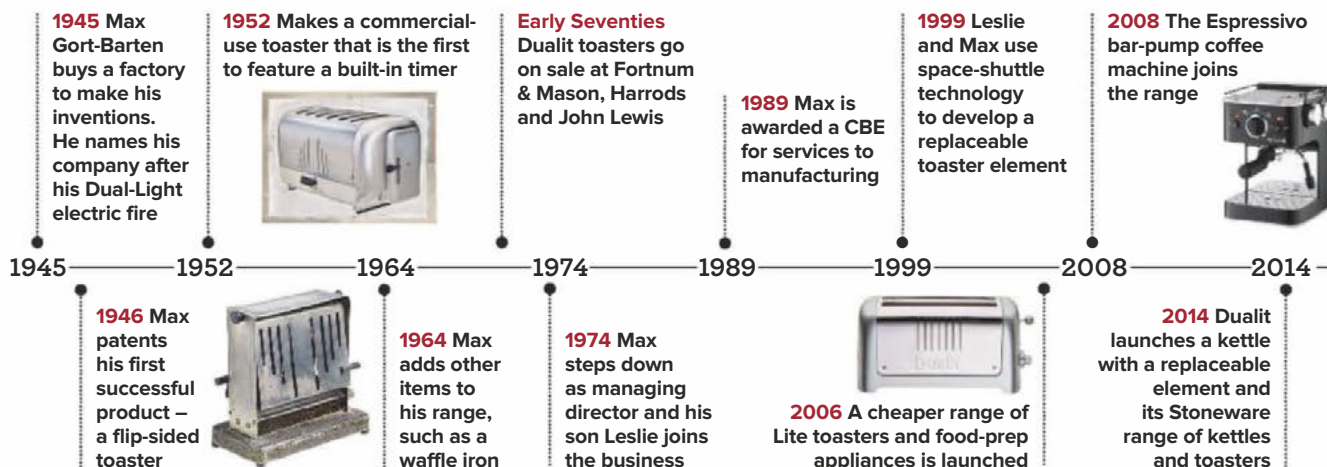 1945 Max
Gort-Barten
buys a factory
to make his
inventions.
He names his
company after
his Dual-Light
electric fire
1952 Makes a commercial-
use toaster that is the first
to feature a built-in timer
Early Seventies
Dualit toasters go
on sale at Fortnum
& Mason, Harrods
and John Lewis
1989 Max is
awarded a CBE
for services to
manufacturing
1999 Leslie
and Max use
space-shuttle
technology
to develop a
replaceable
toaster element
2008 The Espressivo
bar-pump coffee
machine joins
the range
1945 1952 1964 1974 1989 1999 2008 2014
1946 Max
patents
his first
successful
product –
a flip-sided
toaster
1964 Max
adds other
items to
his range,
such as a
waffle iron
1974 Max
steps down
as managing
director and his
son Leslie joins
the business
Dualit
2006 A cheaper range of
Lite toasters and food-prep
appliances is launched
2014 Dualit
launches a kettle
with a replaceable
element and
its Stoneware
range of kettles
and toasters